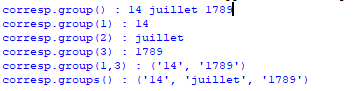 corresp.group() : 14 juillet 1789
corresp.group(1) : 14
corresp.group(2) : juillet
corresp.group(3) : 1789
corresp.group(1,3) : ('14', '1789')
corresp.groups() : ('14', 'juillet', '1789')